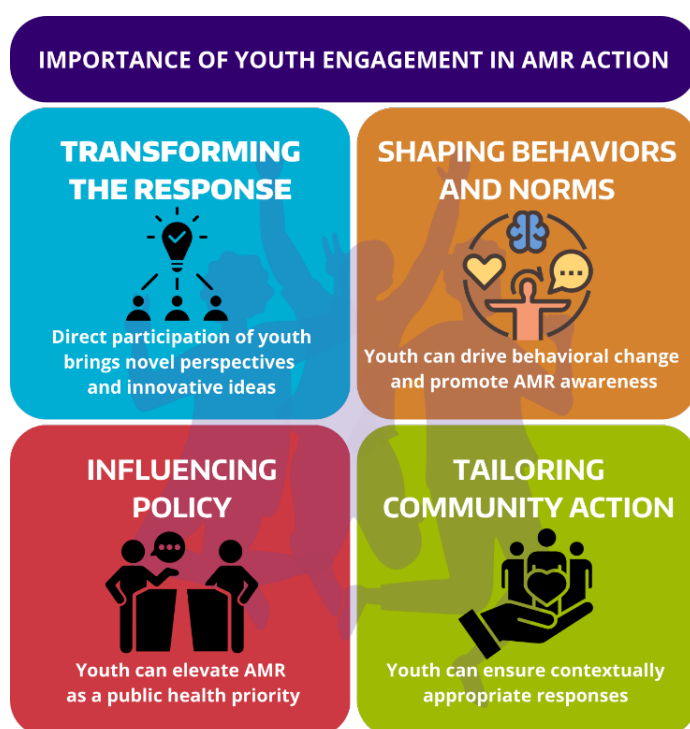 IMPORTANCE OF YOUTH ENGAGEMENT IN AMR ACTION
TRANSFORMING
THE RESPONSE
Direct participation of youth
brings novel perspectives
and innovative ideas
SHAPING BEHAVIORS
AND NORMS
Youth can drive behavioral change
and promote AMR awareness
INFLUENCING
POLICY
Youth can elevate AMR
as a public health priority
TAILORING
COMMUNITY ACTION
Youth can ensure contextually
appropriate responses